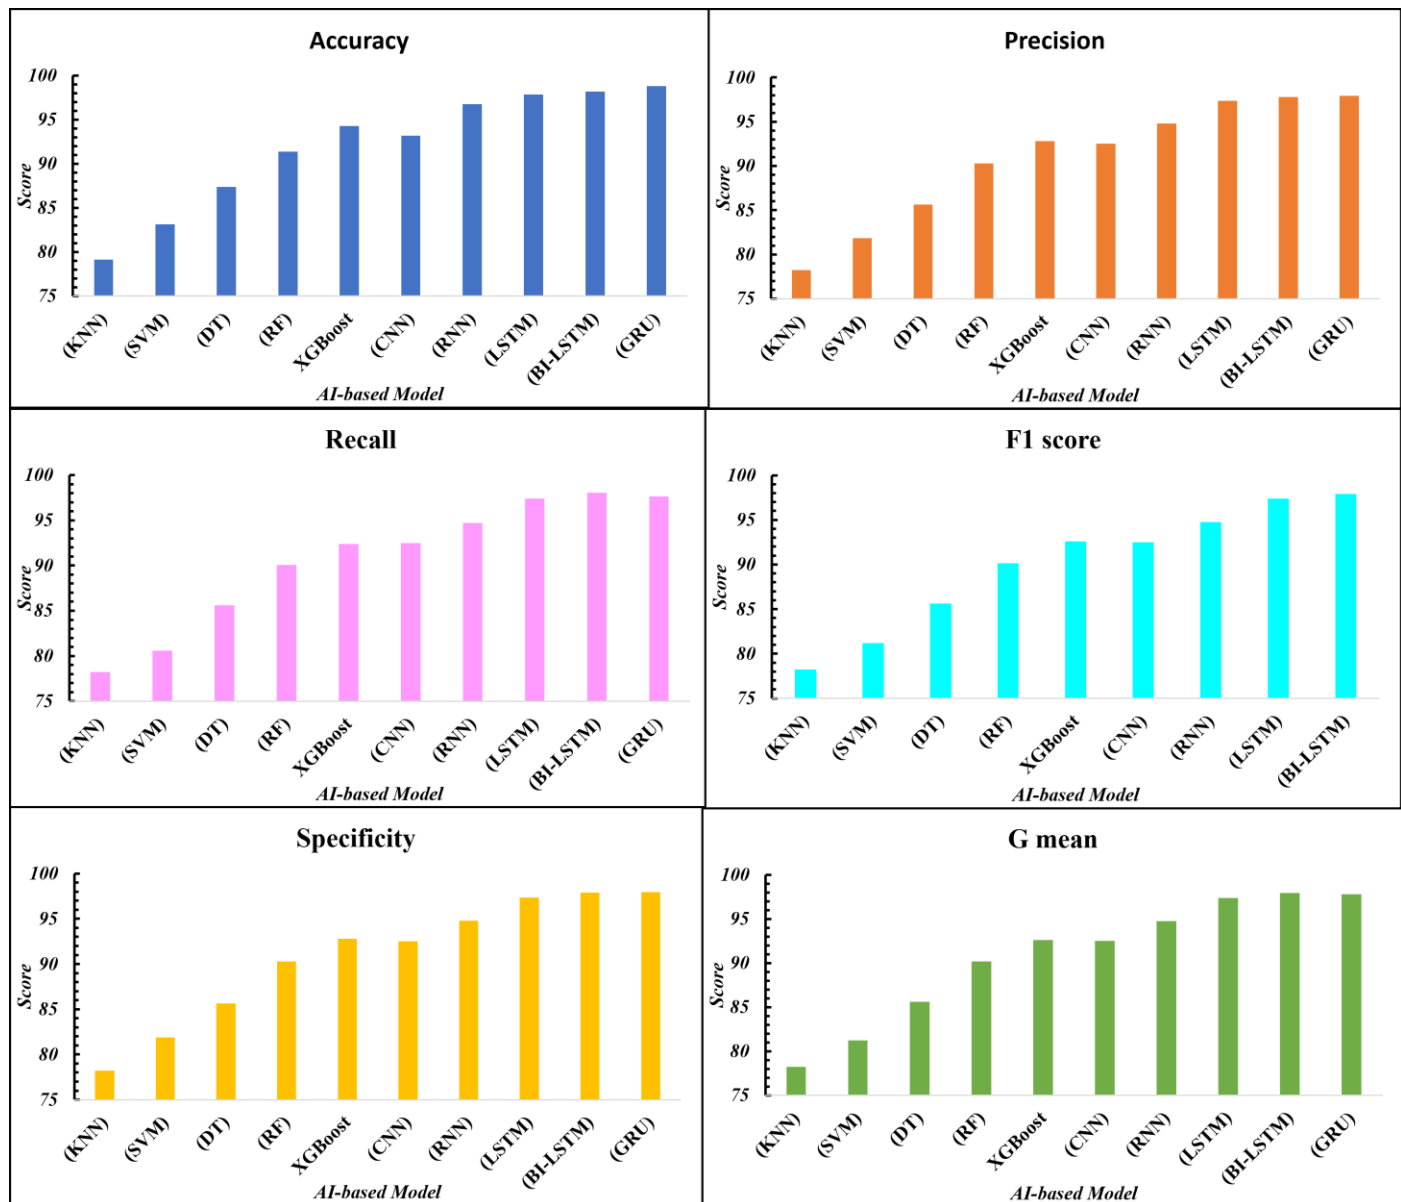 Accuracy
100
95
90
85
80
75
Score
(KNN)
(SVM)
(DT)
(RF)
XGBoost
(CNN)
(RNN)
(LSTM)
(BI-LSTM)
(GRU)
AI-based Model
Precision
100
95
90
85
80
75
Score
(KNN)
(SVM)
(DT)
(RF)
XGBoost
(CNN)
(RNN)
(LSTM)
(BI-LSTM)
(GRU)
AI-based Model
Recall
100
95
90
85
80
75
Score
(KNN)
(SVM)
(DT)
(RF)
XGBoost
(CNN)
(RNN)
(LSTM)
(BI-LSTM)
(GRU)
AI-based Model
F1 score
100
95
90
85
80
75
Score
(KNN)
(SVM)
(DT)
(RF)
XGBoost
(CNN)
(RNN)
(LSTM)
(BI-LSTM)
AI-based Model
Specificity
100
95
90
85
80
75
Score
(KNN)
(SVM)
(DT)
(RF)
XGBoost
(CNN)
(RNN)
(LSTM)
(BI-LSTM)
(GRU)
AI-based Model
G mean
100
95
90
85
80
75
Score
(KNN)
(SVM)
(DT)
(RF)
XGBoost
(CNN)
(RNN)
(LSTM)
(BI-LSTM)
(GRU)
AI-based Model